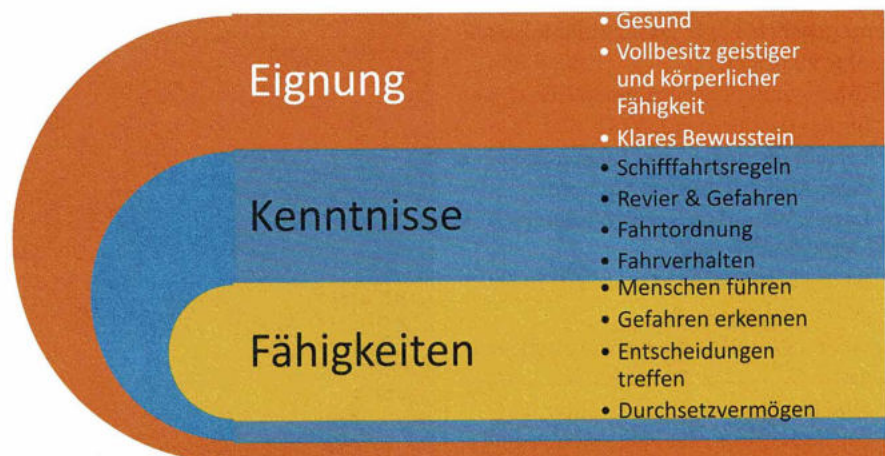 Eignung
• Gesund
• Vollbesitz geistiger
und körperlicher
Fähigkeit
• Klares Bewusstein
Kenntnisse
• Schifffahrtsregeln
• Revier & Gefahren
• Fahrtordnung
• Fahrverhalten
Fähigkeiten
• Menschen führen
• Gefahren erkennen
• Entscheidungen
treffen
• Durchsetzvermögen